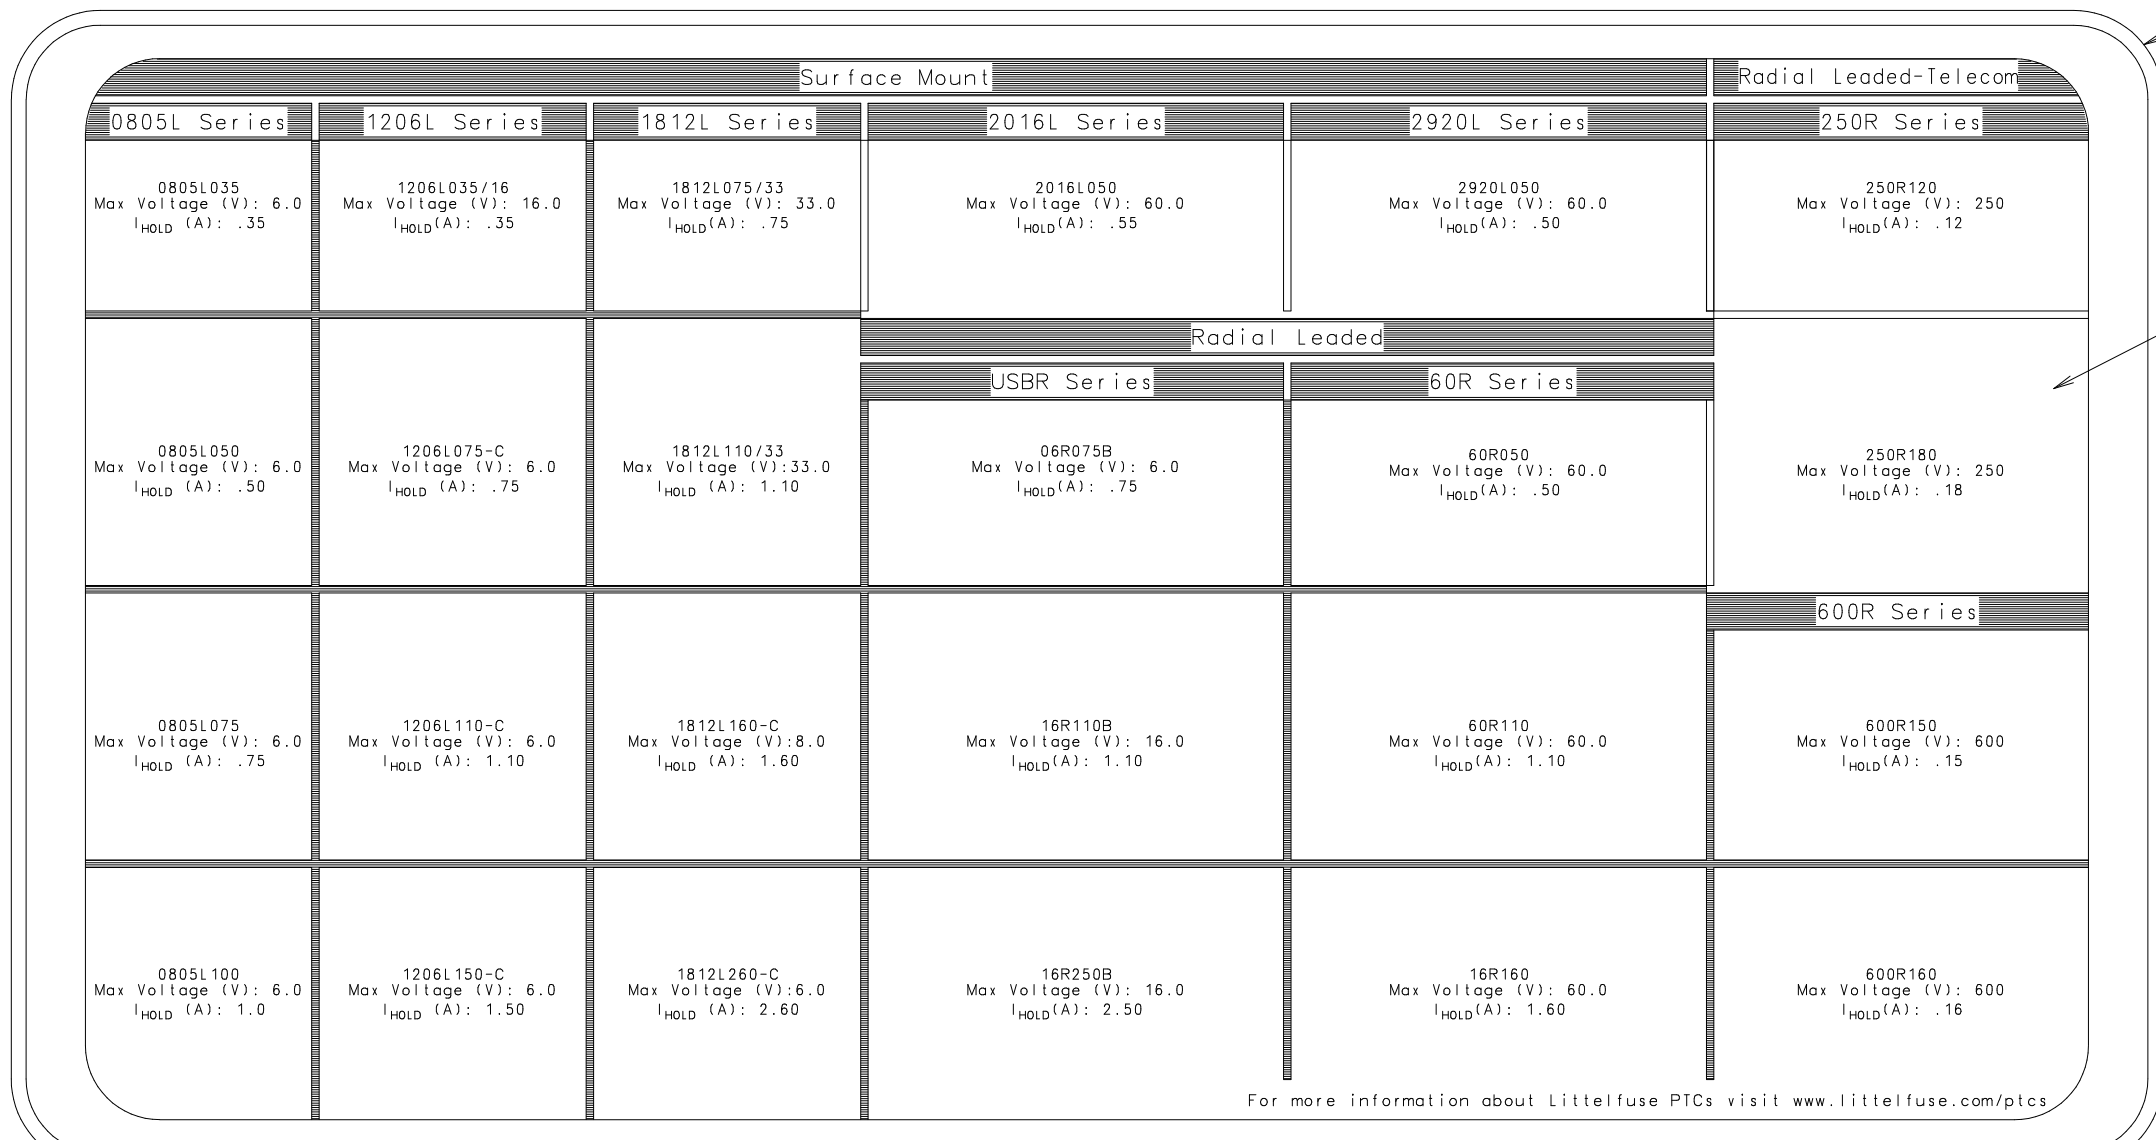 Surface Mount
Radial Leaded-Telecom
0805L Series
1206L Series
1812L Series
2016L Series
2920L Series
250R Series
0805L035
Max Voltage (V): 6.0
IHOLD (A): .35
1206L035/16
Max Voltage (V): 16.0
IHOLD(A): .35
1812L075/33
Max Voltage (V): 33.0
IHOLD(A): .75
2016L050
Max Voltage (V): 60.0
IHOLD(A): .55
2920L050
Max Voltage (V): 60.0
IHOLD(A): .50
250R120
Max Voltage (V): 250
IHOLD(A): .12
Radial Leaded
USBR Series
60R Series
0805L050
Max Voltage (V): 6.0
IHOLD (A): .50
1206L075-C
Max Voltage (V): 6.0
IHOLD (A): .75
1812L110/33
Max Voltage (V):33.0
IHOLD (A): 1.10
06R075B
Max Voltage (V): 6.0
IHOLD(A): .75
60R050
Max Voltage (V): 60.0
IHOLD(A): .50
250R180
Max Voltage (V): 250
IHOLD(A): .18
600R Series
0805L075
Max Voltage (V): 6.0
IHOLD (A): .75
1206L110-C
Max Voltage (V): 6.0
IHOLD (A): 1.10
1812L160-C
Max Voltage (V):8.0
IHOLD (A): 1.60
16R110B
Max Voltage (V): 16.0
IHOLD(A): 1.10
60R110
Max Voltage (V): 60.0
IHOLD(A): 1.10
600R150
Max Voltage (V): 600
IHOLD(A): .15
0805L100
Max Voltage (V): 6.0
IHOLD (A): 1.0
1206L150-C
Max Voltage (V): 6.0
IHOLD (A): 1.50
1812L260-C
Max Voltage (V):6.0
IHOLD (A): 2.60
16R250B
Max Voltage (V): 16.0
IHOLD(A): 2.50
16R160
Max Voltage (V): 60.0
IHOLD(A): 1.60
600R160
Max Voltage (V): 600
IHOLD(A): .16
For more information about Littelfuse PTCs visit www.littelfuse.com/ptcs